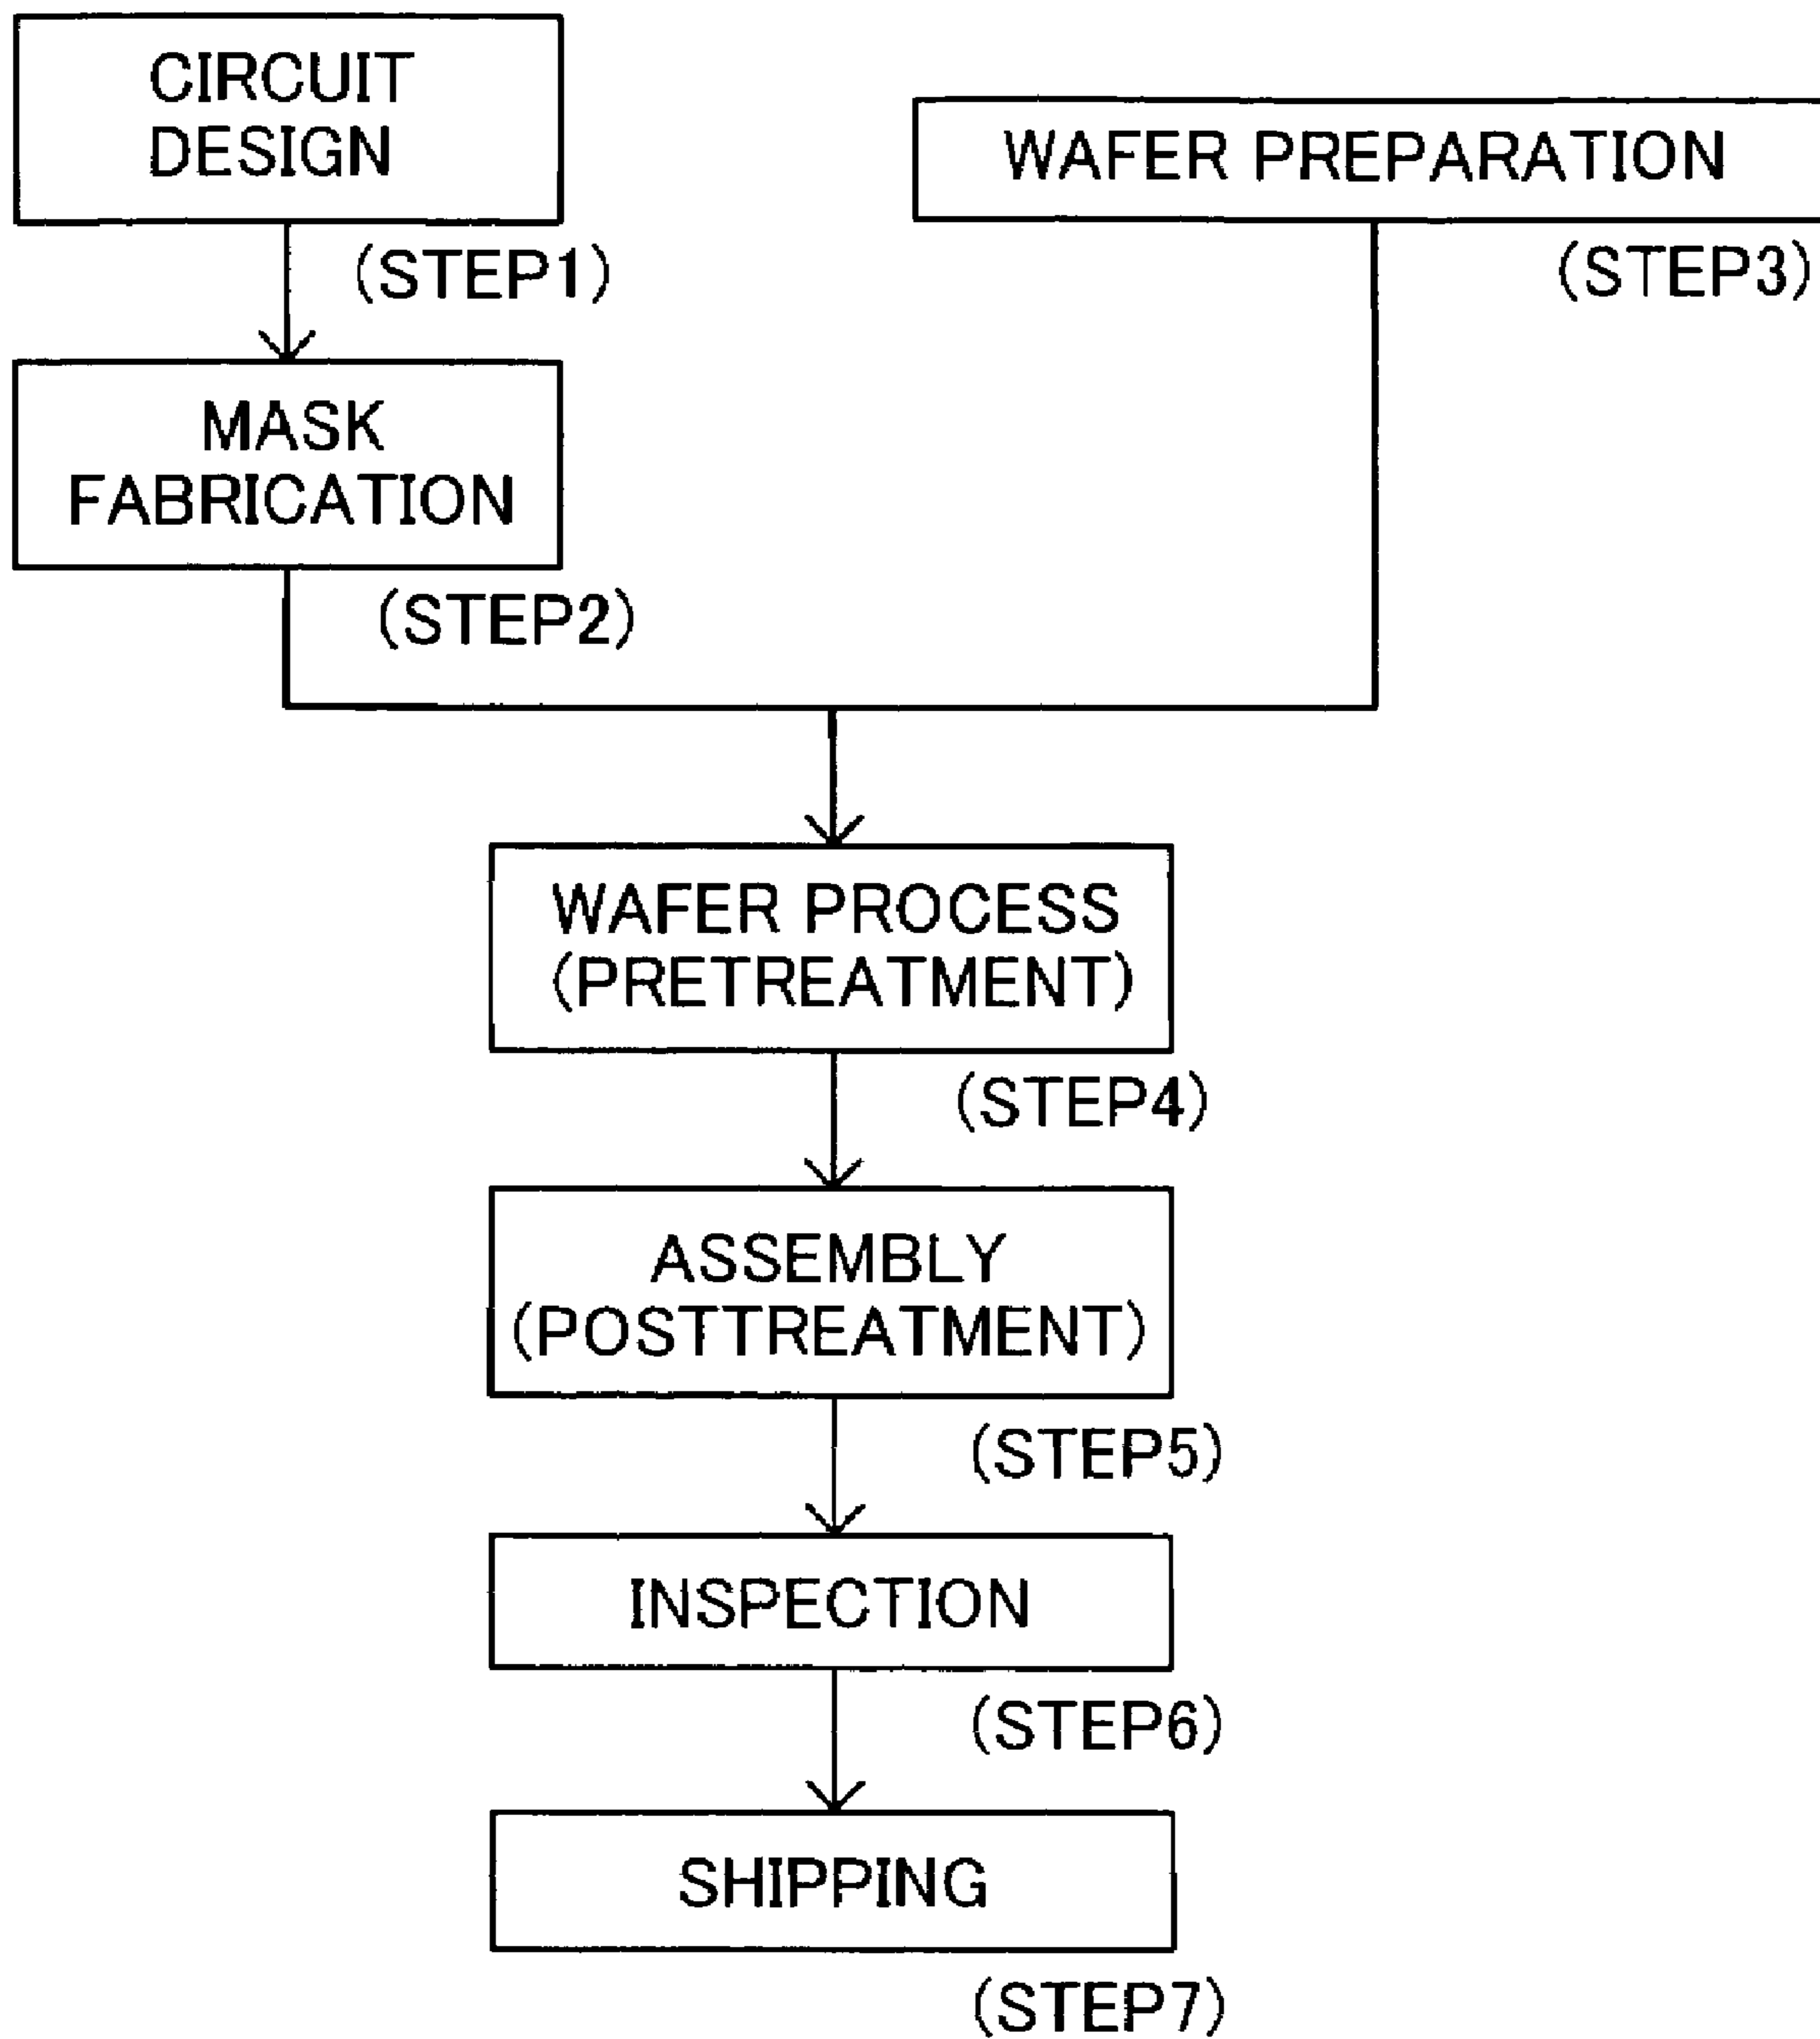 CIRCUIT
DESIGN
(STEP1)
WAFER PREPARATION
(STEP3)
MASK
FABRICATION
(STEP2)
WAFER PROCESS
(PRETREATMENT)
(STEP4)
ASSEMBLY
(POSTTREATMENT)
(STEP5)
INSPECTION
(STEP6)
SHIPPING
(STEP7)